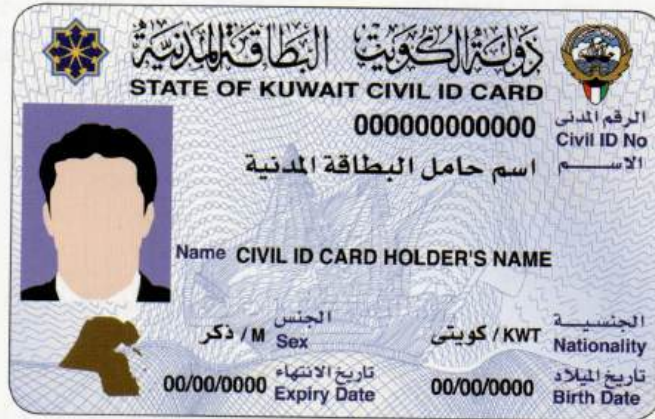 دولة الكويت البطاقة المدنية
STATE OF KUWAIT CIVIL ID CARD
الرقم المدنى 000000000000
Civil ID No
الاســـم اسم حامل البطاقة المدنية
Name CIVIL ID CARD HOLDER'S NAME
الجنسيــة كويتى / KWT الجنس ذكر / M
Nationality Sex
تاريخ الميلاد 00/00/0000 تاريخ الانتهاء 00/00/0000
Birth Date Expiry Date